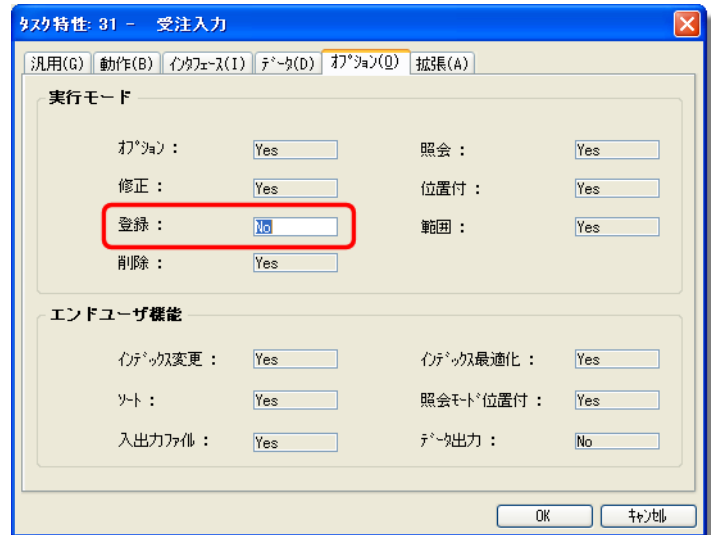 ﾀｽｸ特性: 31 - 受注入力
汎用(G) 動作(B) ｲﾝﾀﾌｪｰｽ(I) ﾃﾞｰﾀ(D) ｵﾌﾟｼｮﾝ(O) 拡張(A)
実行モード
ｵﾌﾟｼｮﾝ： Yes 照会： Yes
修正： Yes 位置付： Yes
登録： No 範囲： Yes
削除： Yes
エンドユーザ機能
ｲﾝﾃﾞｯｸｽ変更： Yes ｲﾝﾃﾞｯｸｽ最適化： Yes
ｿｰﾄ： Yes 照会ﾓｰﾄﾞ位置付： Yes
入出力ﾌｧｲﾙ： Yes ﾃﾞｰﾀ出力： No
OK ｷｬﾝｾﾙ